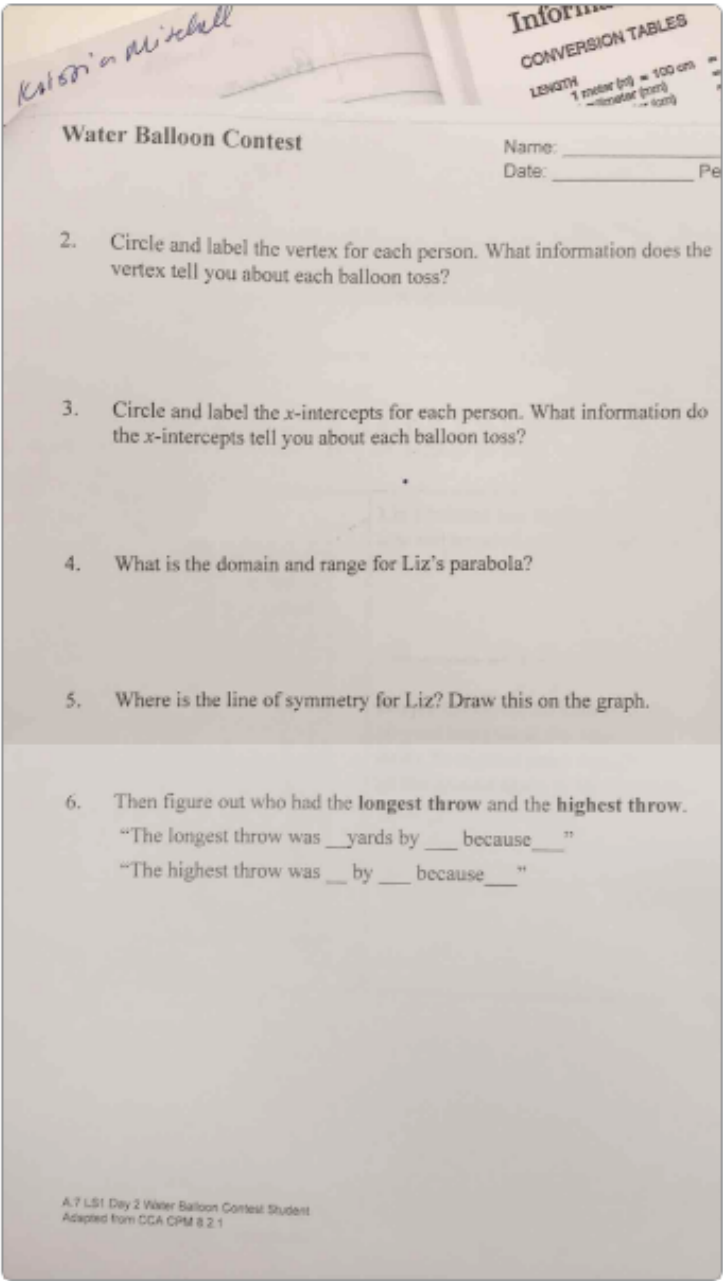 Mitchell
Inform
CONVERSION TABLES
LENGTH
1 meter (m) = 100 cm =
(mm)
(cm)
Water Balloon Contest
Name: ____________
Date: ____________ Pe
2. Circle and label the vertex for each person. What information does the
vertex tell you about each balloon toss?
3. Circle and label the x-intercepts for each person. What information do
the x-intercepts tell you about each balloon toss?
4. What is the domain and range for Liz's parabola?
5. Where is the line of symmetry for Liz? Draw this on the graph.
6. Then figure out who had the longest throw and the highest throw.
“The longest throw was __yards by ___ because___”
“The highest throw was __ by ___ because___”
A.7 LS1 Day 2 Water Balloon Contest Student
Adapted from CCA CPM 8.2.1